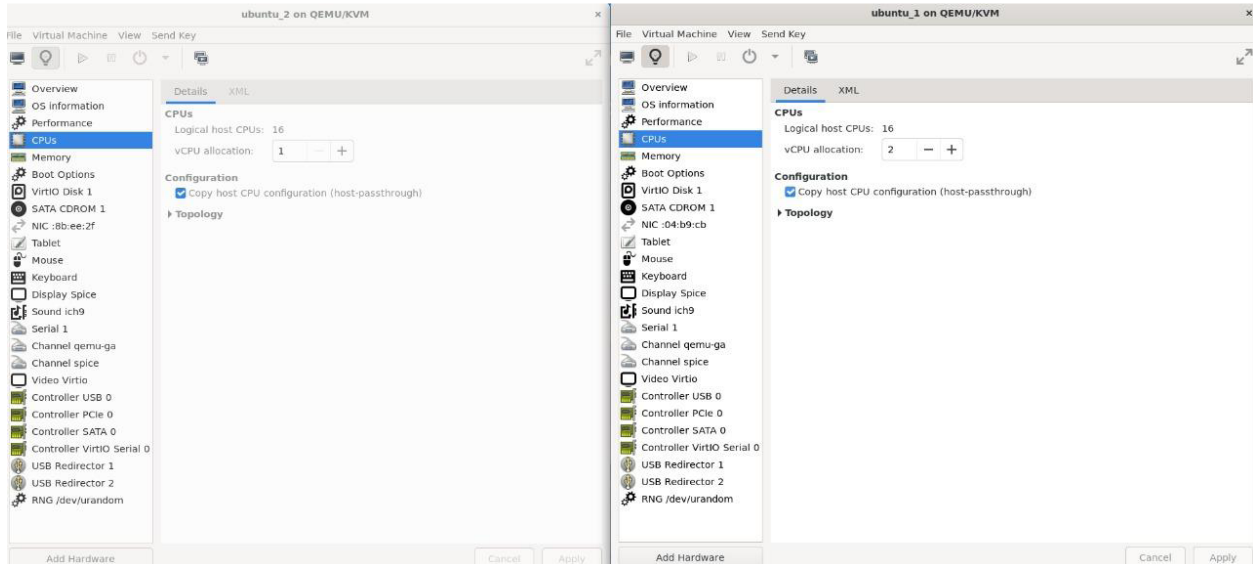 ubuntu_2 on QEMU/KVM
×
File Virtual Machine View Send Key
Overview
OS information
Performance
CPUs
Memory
Boot Options
VirtIO Disk 1
SATA CDROM 1
NIC :8b:ee:2f
Tablet
Mouse
Keyboard
Display Spice
Sound ich9
Serial 1
Channel qemu-ga
Channel spice
Video Virtio
Controller USB 0
Controller PCIe 0
Controller SATA 0
Controller VirtIO Serial 0
USB Redirector 1
USB Redirector 2
RNG /dev/urandom
Add Hardware
Details XML
CPUs
Logical host CPUs: 16
vCPU allocation: 1 − +
Configuration
Copy host CPU configuration (host-passthrough)
Topology
Cancel Apply
ubuntu_1 on QEMU/KVM
×
File Virtual Machine View Send Key
Overview
OS information
Performance
CPUs
Memory
Boot Options
VirtIO Disk 1
SATA CDROM 1
NIC :04:b9:cb
Tablet
Mouse
Keyboard
Display Spice
Sound ich9
Serial 1
Channel qemu-ga
Channel spice
Video Virtio
Controller USB 0
Controller PCIe 0
Controller SATA 0
Controller VirtIO Serial 0
USB Redirector 1
USB Redirector 2
RNG /dev/urandom
Add Hardware
Details XML
CPUs
Logical host CPUs: 16
vCPU allocation: 2 − +
Configuration
Copy host CPU configuration (host-passthrough)
Topology
Cancel Apply